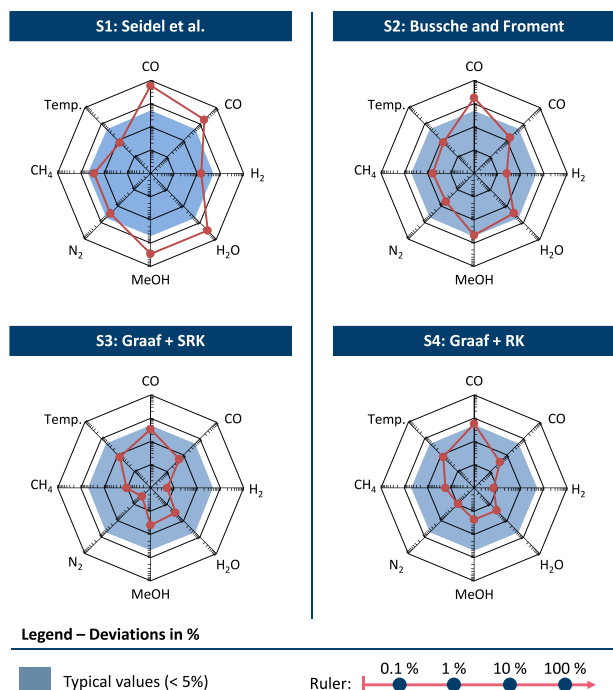 S1: Seidel et al.
CO
Temp.
CO
CH4
H2
N2
H2O
MeOH
S2: Bussche and Froment
CO
Temp.
CO
CH4
H2
N2
H2O
MeOH
S3: Graaf + SRK
CO
Temp.
CO
CH4
H2
N2
H2O
MeOH
S4: Graaf + RK
CO
Temp.
CO
CH4
H2
N2
H2O
MeOH
Legend – Deviations in %
Typical values (< 5%)
Ruler: 0.1 % 1 % 10 % 100 %